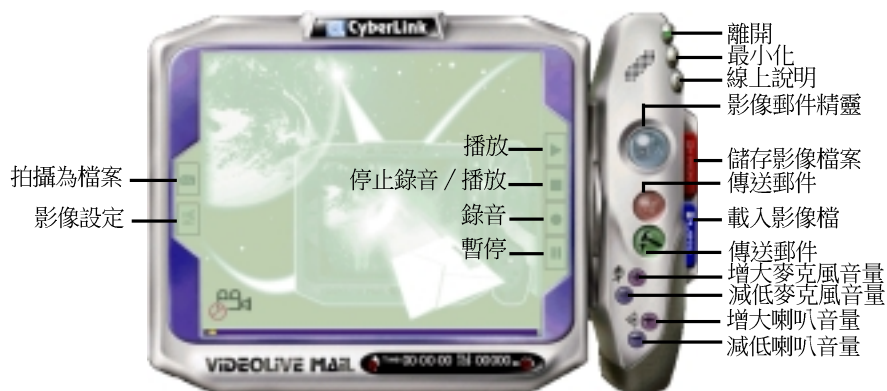 CyberLink
離開
最小化
線上說明
影像郵件精靈
播放
儲存影像檔案
拍攝為檔案
停止錄音 / 播放
傳送郵件
影像設定
錄音
載入影像檔
暫停
傳送郵件
增大麥克風音量
減低麥克風音量
增大喇叭音量
減低喇叭音量
VIDEOLIVE MAIL